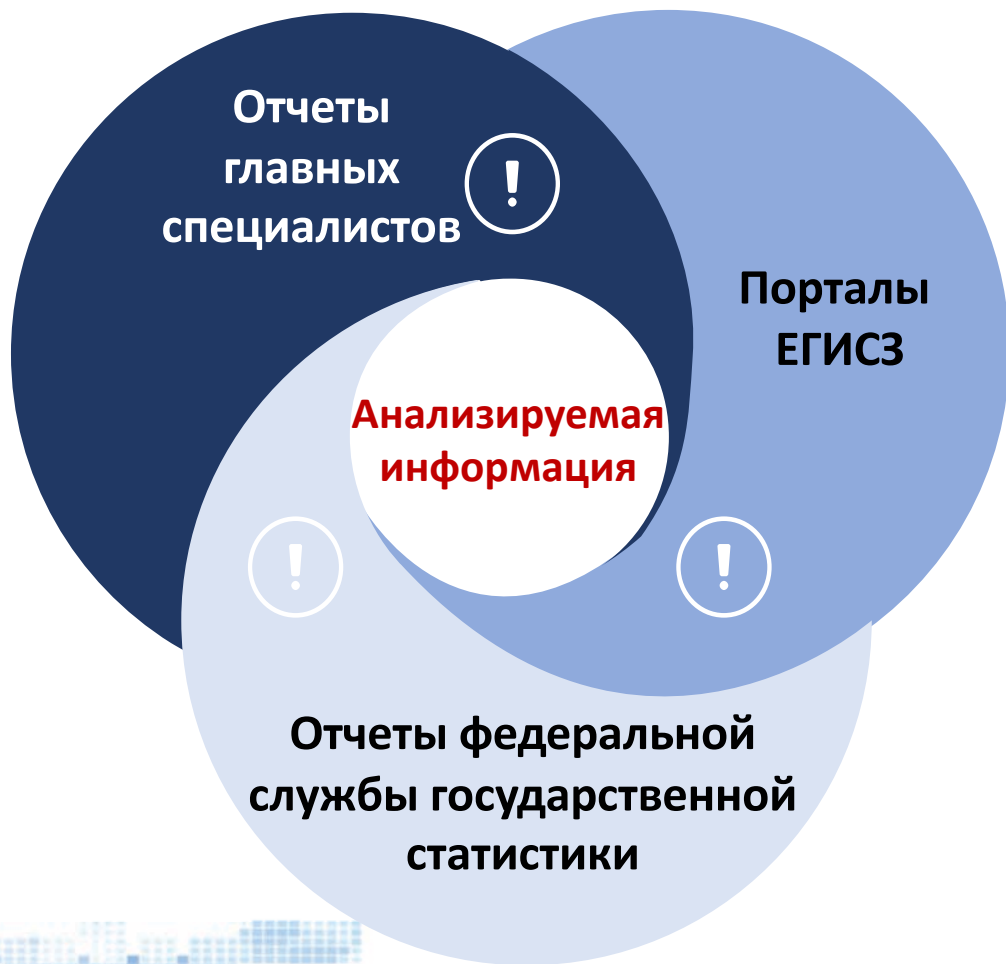 Отчеты
главных
специалистов
!
Порталы
ЕГИСЗ
Анализируемая
информация
!
!
Отчеты федеральной
службы государственной
статистики